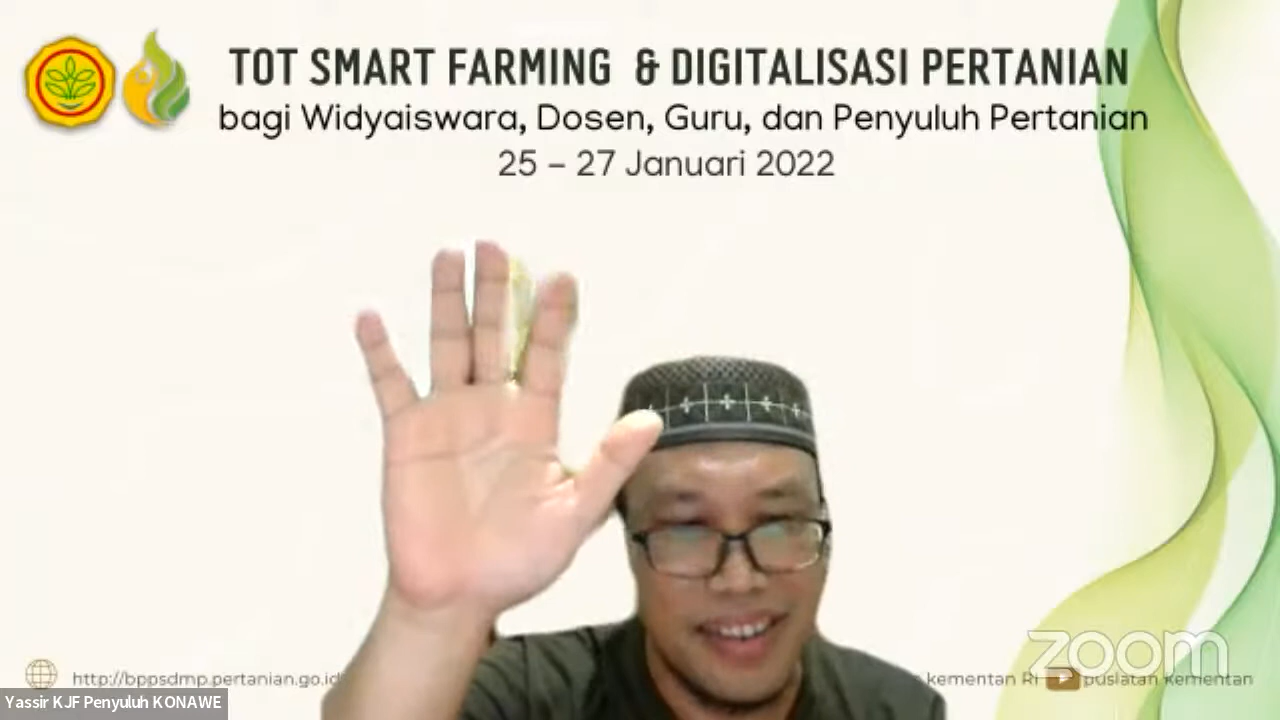 TOT SMART FARMING & DIGITALISASI PERTANIAN
bagi Widyaiswara, Dosen, Guru, dan Penyuluh Pertanian
25 – 27 Januari 2022
zoom
http://bppsdmp.pertanian.go.id
kementan RI
puslatan kementan
Yassir KJF Penyuluh KONAWE